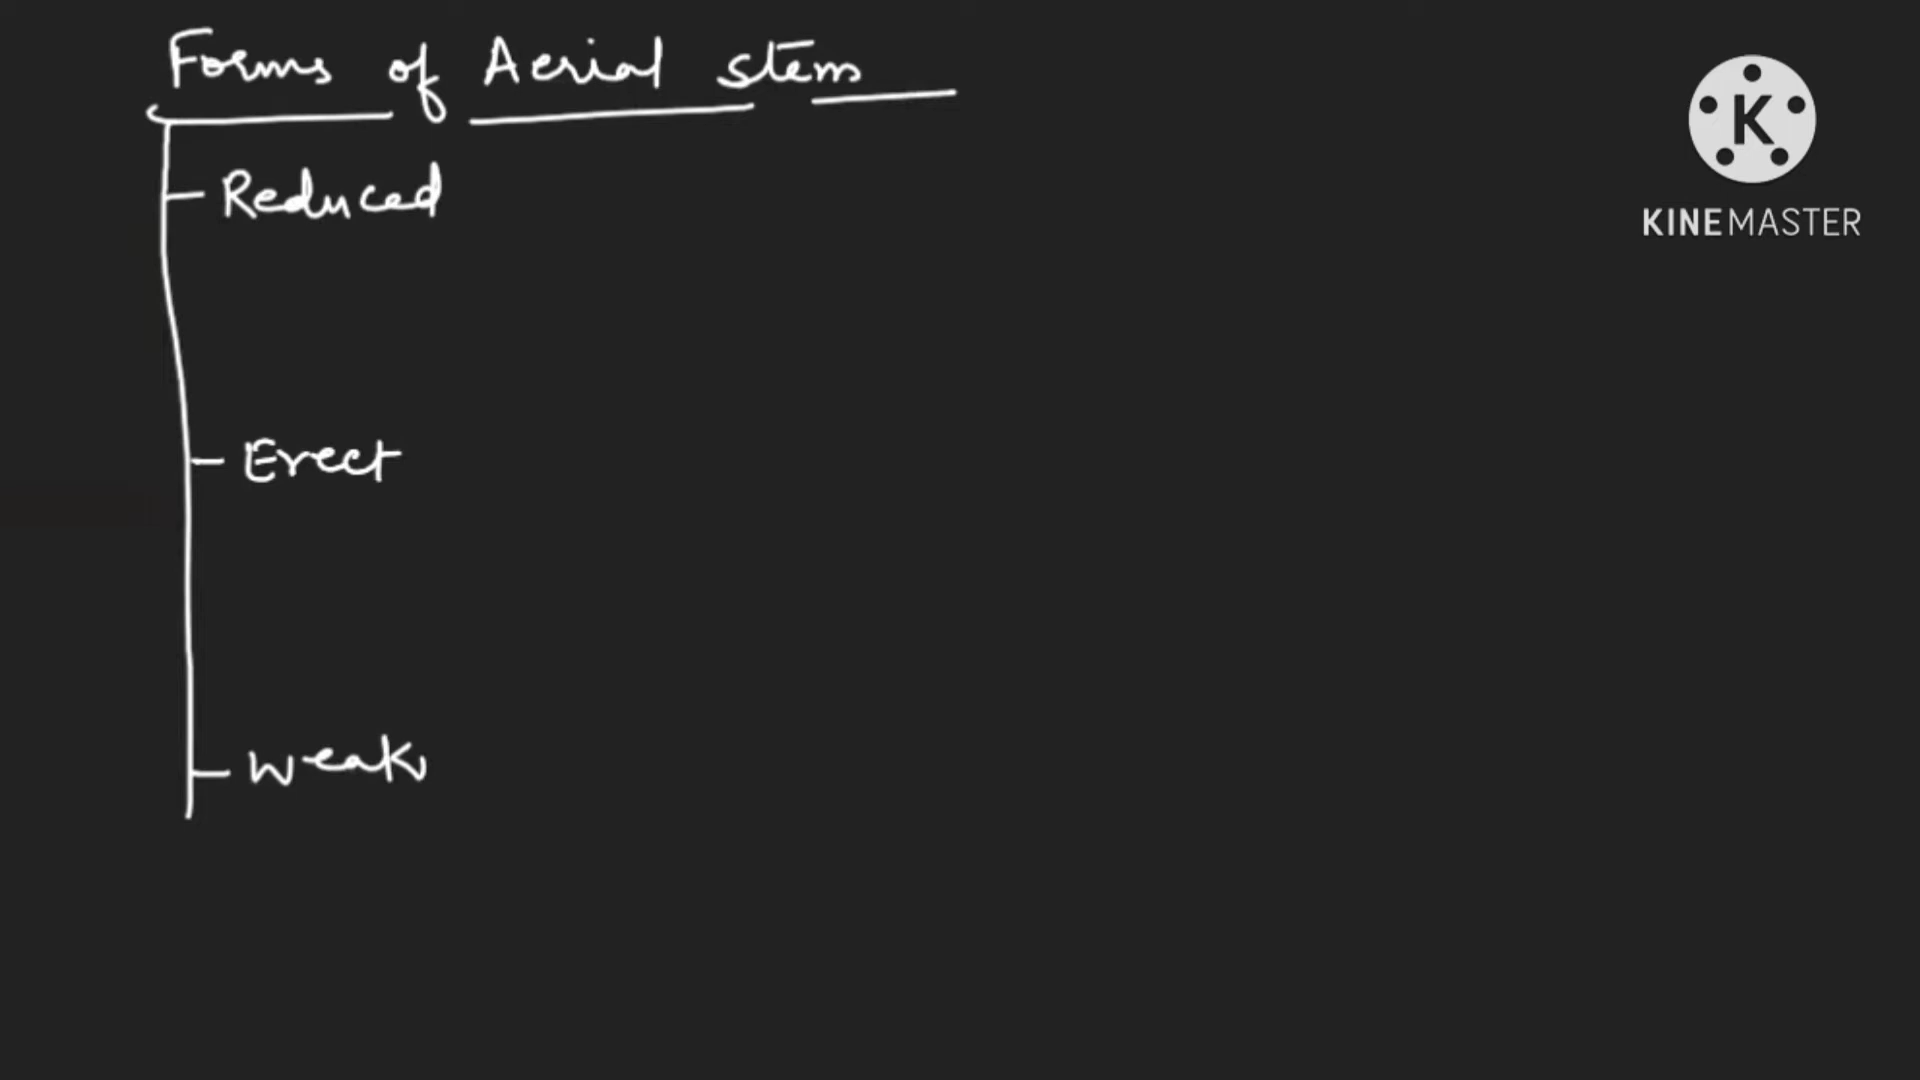 Forms of Aerial stem
K
KINEMASTER
Reduced
Erect
Weak